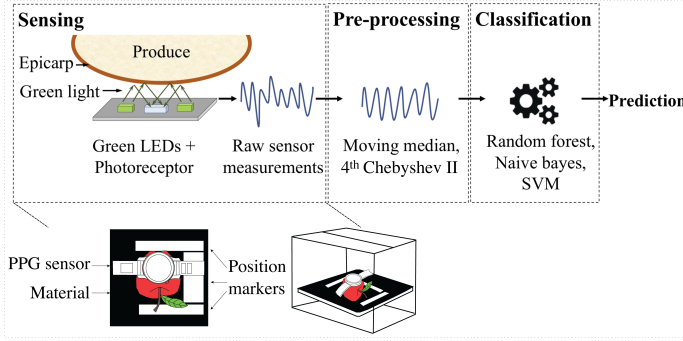 Sensing
Pre-processing
Classification
Produce
Epicarp
Green light
Green LEDs +
Photoreceptor
Raw sensor
measurements
Moving median,
4th Chebyshev II
Random forest,
Naive bayes,
SVM
Prediction
PPG sensor
Material
Position
markers